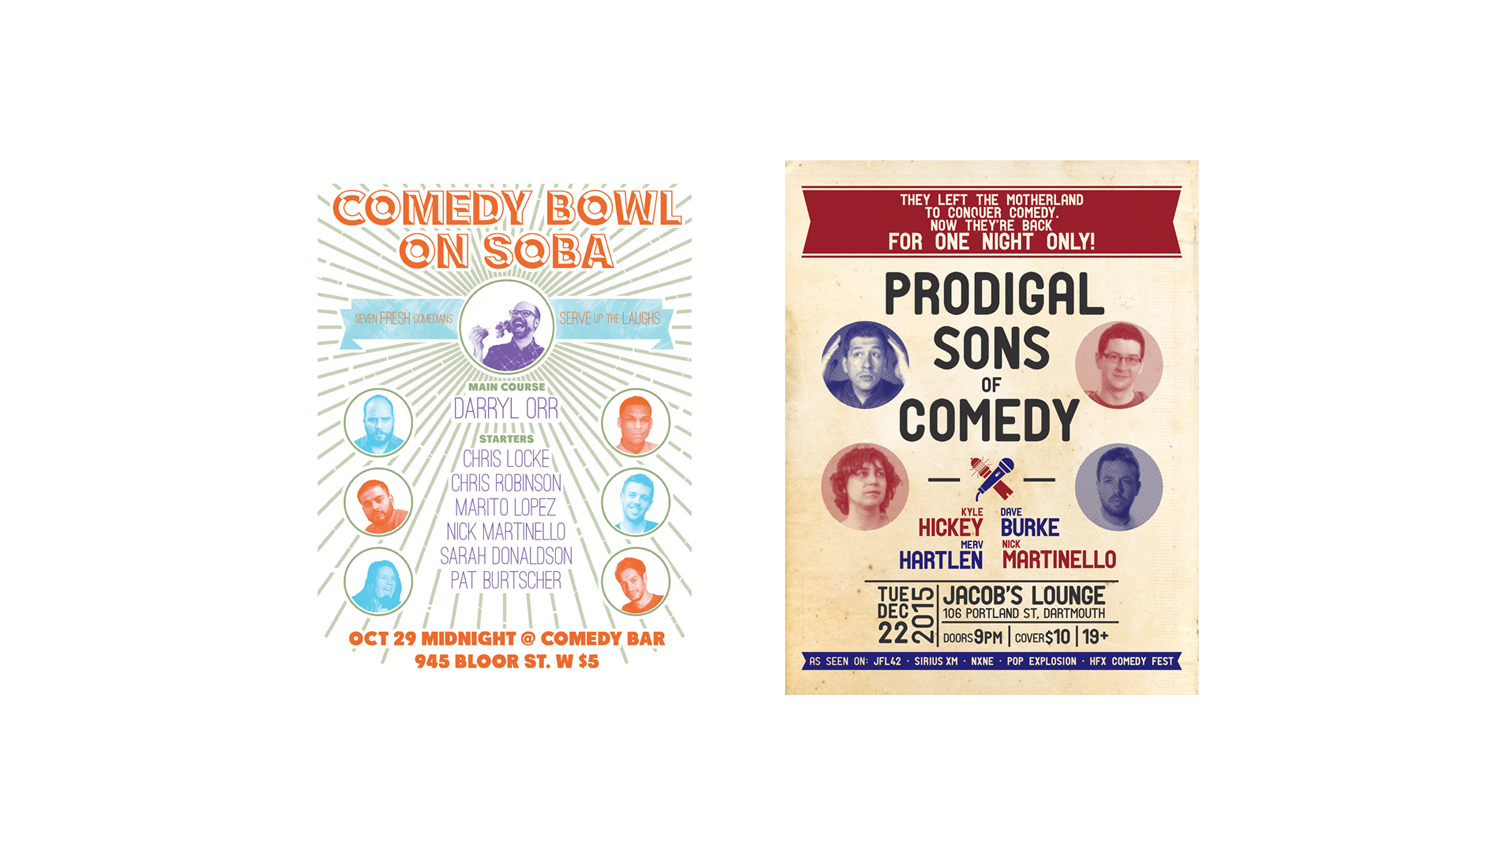 COMEDY BOWL
ON SOBA
SEVEN FRESH COMEDIANS
SERVE UP THE LAUGHS
MAIN COURSE
DARRYL ORR
STARTERS
CHRIS LOCKE
CHRIS ROBINSON
MARITO LOPEZ
NICK MARTINELLO
SARAH DONALDSON
PAT BURTSCHER
OCT 29 MIDNIGHT @ COMEDY BAR
945 BLOOR ST. W $5
THEY LEFT THE MOTHERLAND
TO CONQUER COMEDY.
NOW THEY'RE BACK
FOR ONE NIGHT ONLY!
PRODIGAL
SONS
OF
COMEDY
KYLE
HICKEY
DAVE
BURKE
MERV
HARTLEN
NICK
MARTINELLO
TUE
DEC
22
2015
JACOB'S LOUNGE
106 PORTLAND ST, DARTMOUTH
DOORS 9PM | COVER $10 | 19+
AS SEEN ON: JFL42 · SIRIUS XM · NXNE · POP EXPLOSION · HFX COMEDY FEST